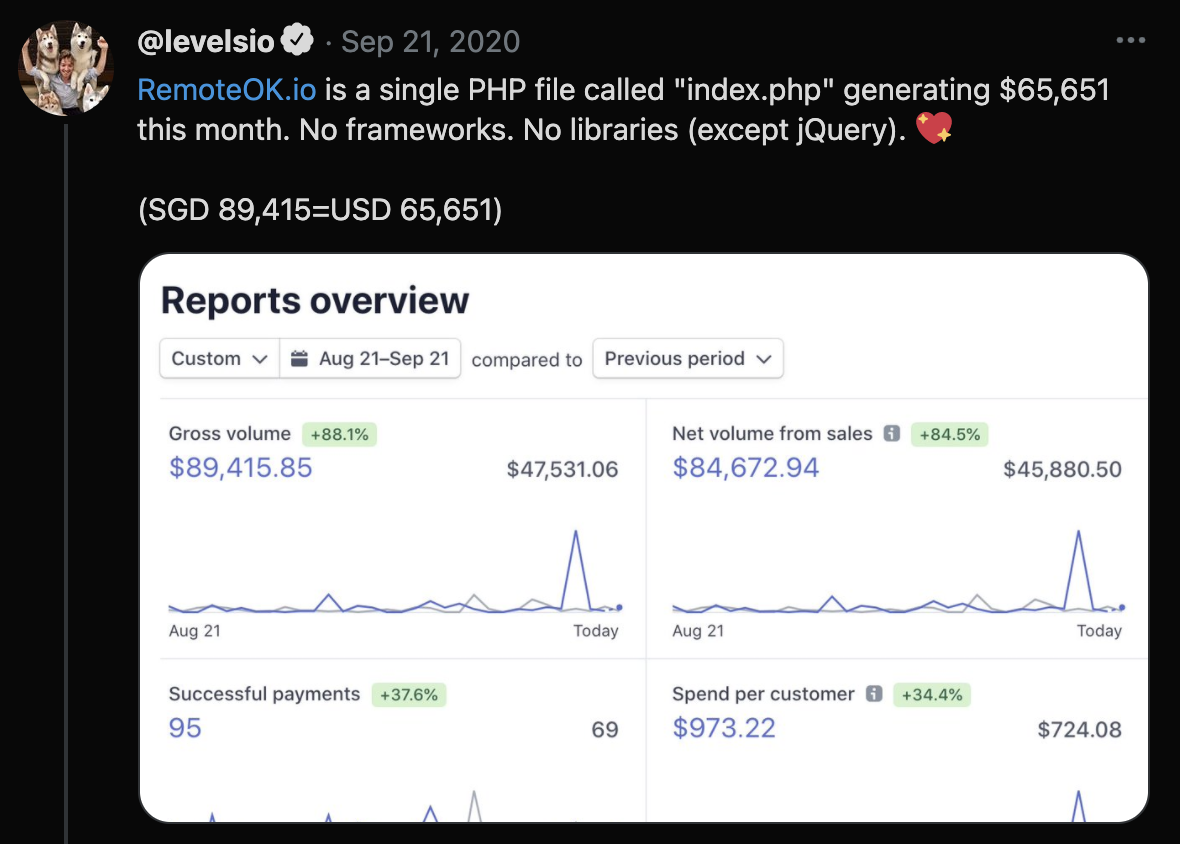 @levelsio · Sep 21, 2020
RemoteOK.io is a single PHP file called "index.php" generating $65,651
this month. No frameworks. No libraries (except jQuery). 💖
(SGD 89,415=USD 65,651)
Reports overview
Custom Aug 21–Sep 21 compared to Previous period
Gross volume +88.1%
$89,415.85 $47,531.06
Aug 21 Today
Net volume from sales +84.5%
$84,672.94 $45,880.50
Aug 21 Today
Successful payments +37.6%
95 69
Spend per customer +34.4%
$973.22 $724.08